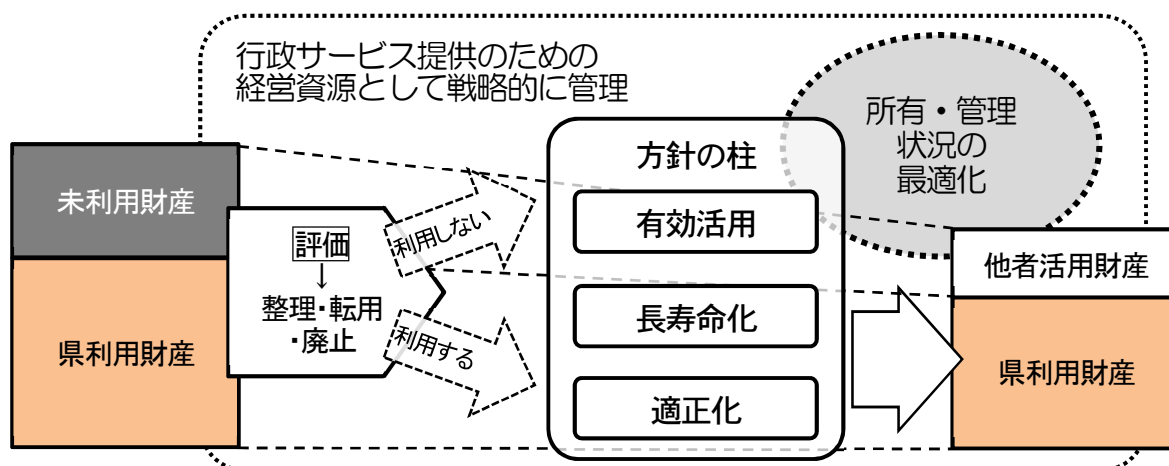 行政サービス提供のための
経営資源として戦略的に管理
所有・管理
状況の
最適化
未利用財産
県利用財産
評価
↓
整理・転用
・廃止
利用しない
利用する
方針の柱
有効活用
長寿命化
適正化
他者活用財産
県利用財産